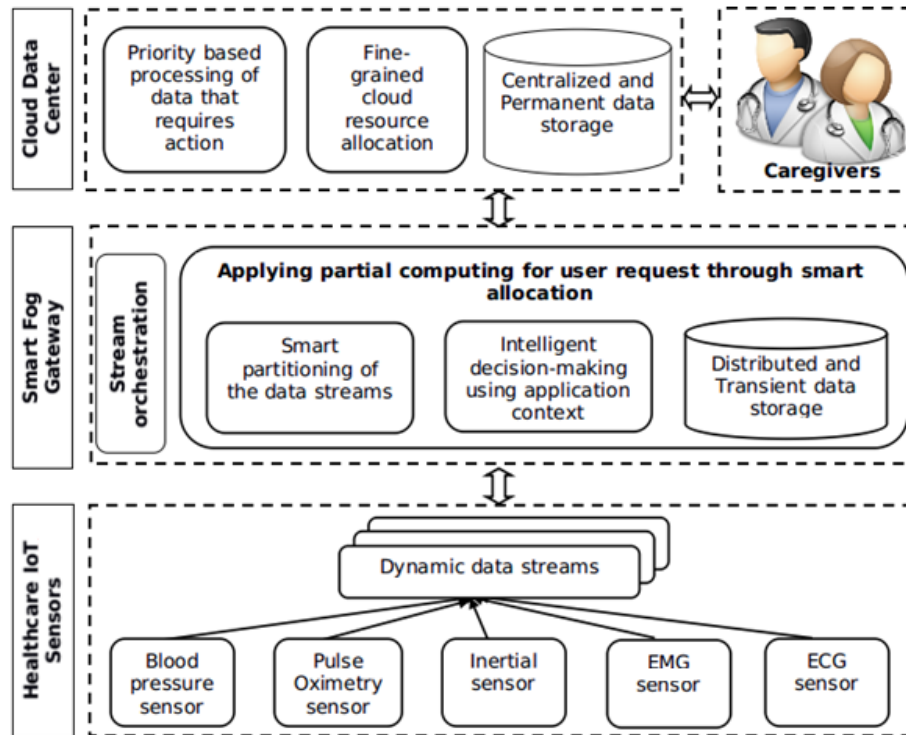 Cloud Data
Center
Priority based
processing of
data that
requires
action
Fine-
grained
cloud
resource
allocation
Centralized and
Permanent data
storage
Caregivers
Smart Fog
Gateway
Stream
orchestration
Applying partial computing for user request through smart
allocation
Smart
partitioning of
the data streams
Intelligent
decision-making
using application
context
Distributed and
Transient data
storage
Healthcare IoT
Sensors
Dynamic data streams
Blood
pressure
sensor
Pulse
Oximetry
sensor
Inertial
sensor
EMG
sensor
ECG
sensor